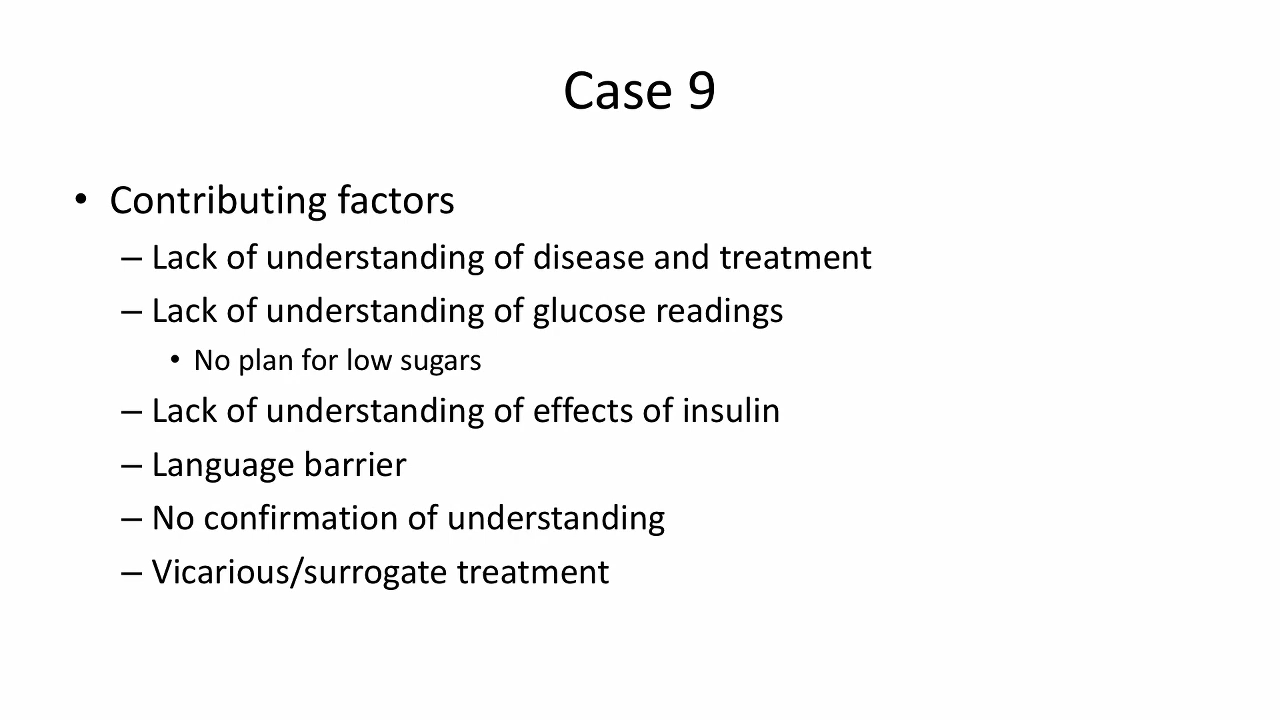 Case 9
• Contributing factors
– Lack of understanding of disease and treatment
– Lack of understanding of glucose readings
• No plan for low sugars
– Lack of understanding of effects of insulin
– Language barrier
– No confirmation of understanding
– Vicarious/surrogate treatment